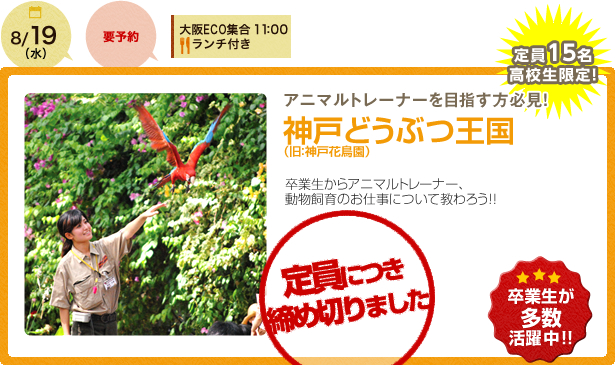 8/19
(水)
要予約
大阪ECO集合 11:00
ランチ付き
定員15名
高校生限定!
アニマルトレーナーを目指す方必見!
神戸どうぶつ王国
(旧:神戸花鳥園)
卒業生からアニマルトレーナー、
動物飼育のお仕事について教わろう!!
定員につき
締め切りました
卒業生が
多数
活躍中!!